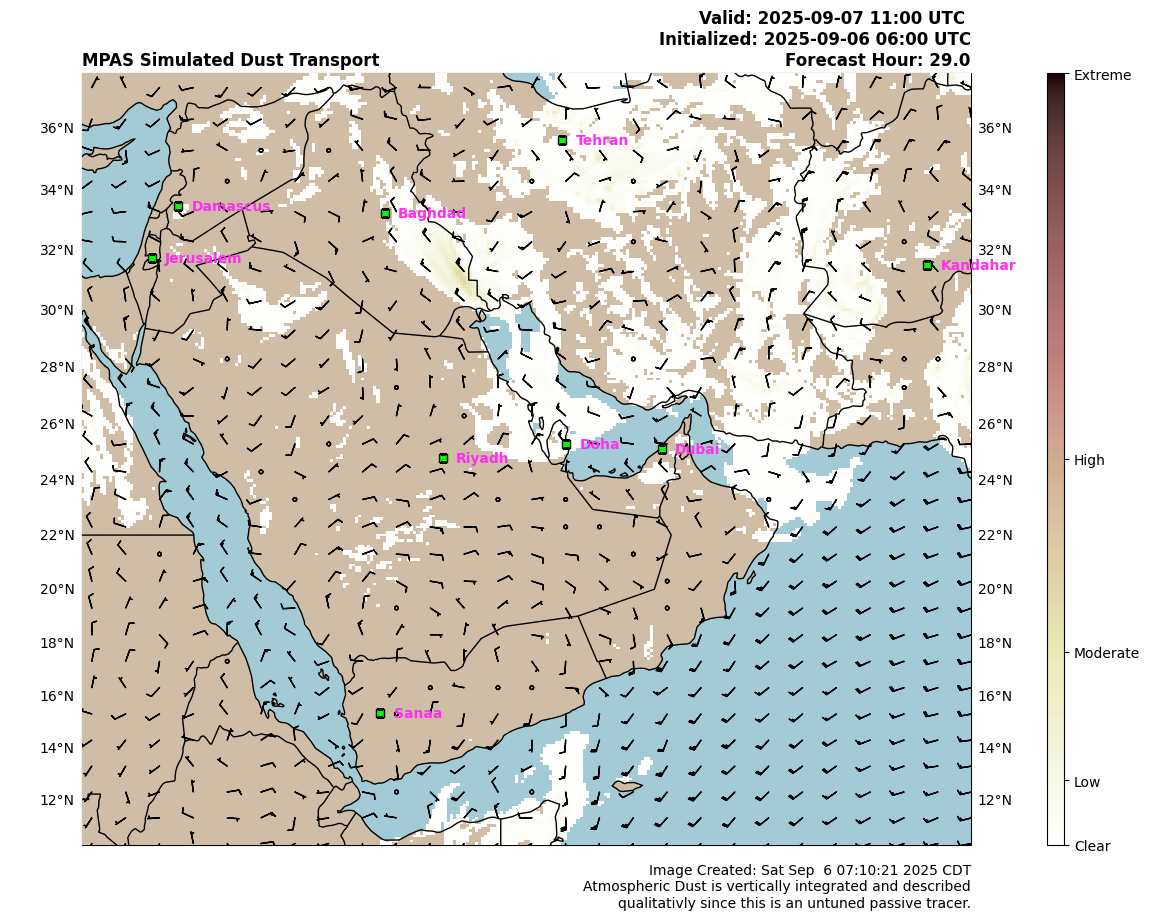 Valid: 2025-09-07 11:00 UTC
Initialized: 2025-09-06 06:00 UTC
MPAS Simulated Dust Transport Forecast Hour: 29.0
Extreme
36°N 36°N
Tehran
34°N 34°N
Damascus
Baghdad
32°N 32°N
Jerusalem
Kandahar
30°N 30°N
28°N 28°N
26°N 26°N
Doha
Dubai
Riyadh
High
24°N 24°N
22°N 22°N
20°N 20°N
18°N 18°N
Moderate
16°N 16°N
Sanaa
14°N 14°N
Low
12°N 12°N
Clear
Image Created: Sat Sep  6 07:10:21 2025 CDT
Atmospheric Dust is vertically integrated and described
qualitativly since this is an untuned passive tracer.